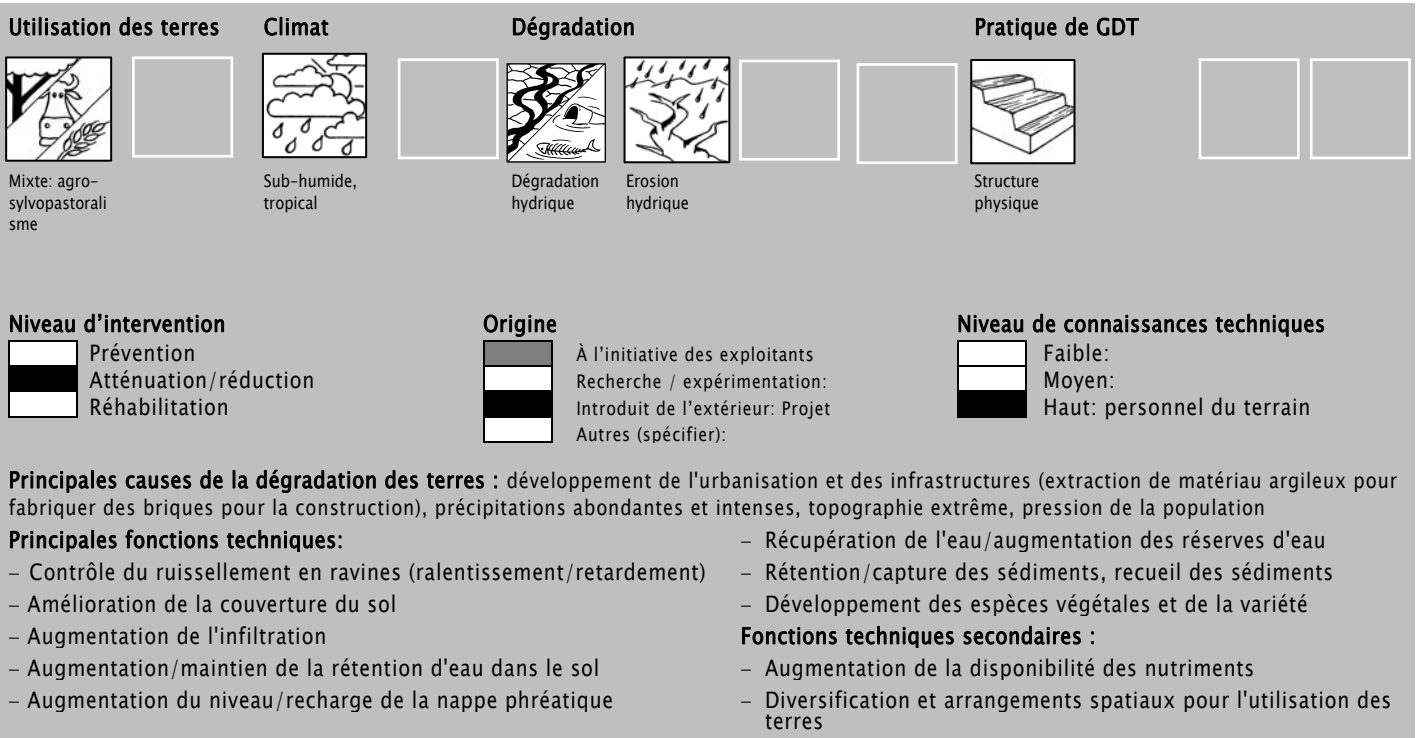 Utilisation des terres
Climat
Dégradation
Pratique de GDT
Mixte: agro-
sylvopastorali
sme
Sub-humide,
tropical
Dégradation
hydrique
Erosion
hydrique
Structure
physique
Niveau d’intervention
Prévention
Atténuation/réduction
Réhabilitation
Origine
À l’initiative des exploitants
Recherche / expérimentation:
Introduit de l’extérieur: Projet
Autres (spécifier):
Niveau de connaissances techniques
Faible:
Moyen:
Haut: personnel du terrain
Principales causes de la dégradation des terres : développement de l'urbanisation et des infrastructures (extraction de matériau argileux pour
fabriquer des briques pour la construction), précipitations abondantes et intenses, topographie extrême, pression de la population
Principales fonctions techniques:
– Contrôle du ruissellement en ravines (ralentissement/retardement)
– Amélioration de la couverture du sol
– Augmentation de l'infiltration
– Augmentation/maintien de la rétention d'eau dans le sol
– Augmentation du niveau/recharge de la nappe phréatique
– Récupération de l'eau/augmentation des réserves d'eau
– Rétention/capture des sédiments, recueil des sédiments
– Développement des espèces végétales et de la variété
Fonctions techniques secondaires :
– Augmentation de la disponibilité des nutriments
– Diversification et arrangements spatiaux pour l'utilisation des
terres